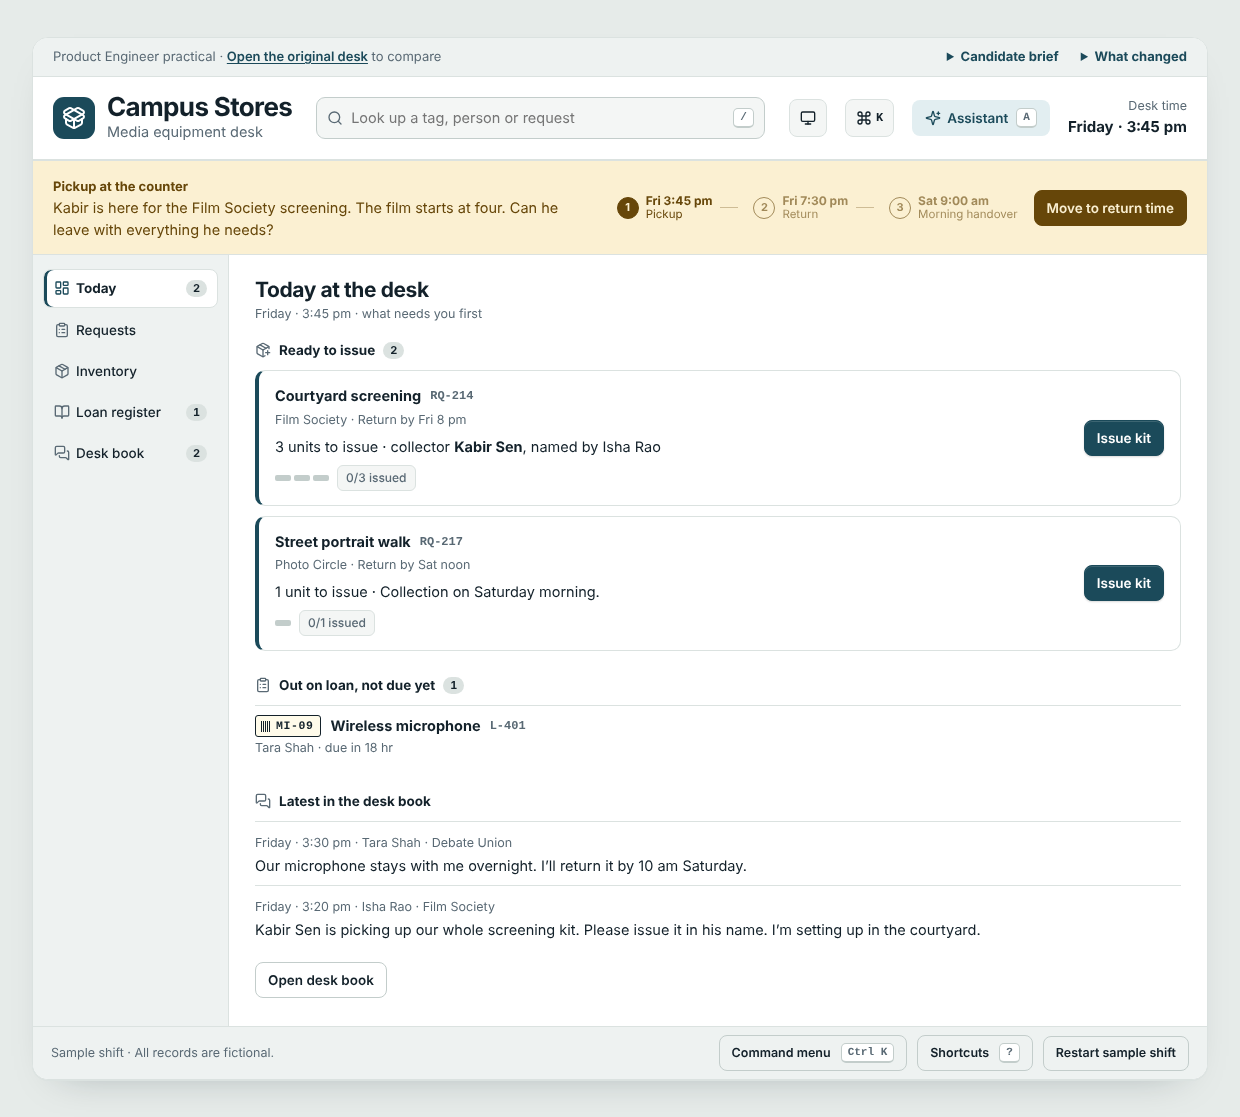 Product Engineer practical · Open the original desk to compare
Candidate brief
What changed
Campus Stores
Media equipment desk
Look up a tag, person or request
/
⌘ K
Assistant A
Desk time
Friday · 3:45 pm
Pickup at the counter
Kabir is here for the Film Society screening. The film starts at four. Can he
leave with everything he needs?
1 Fri 3:45 pm
Pickup
2 Fri 7:30 pm
Return
3 Sat 9:00 am
Morning handover
Move to return time
Today 2
Requests
Inventory
Loan register 1
Desk book 2
Today at the desk
Friday · 3:45 pm · what needs you first
Ready to issue 2
Courtyard screening RQ-214
Film Society · Return by Fri 8 pm
3 units to issue · collector Kabir Sen, named by Isha Rao
0/3 issued
Issue kit
Street portrait walk RQ-217
Photo Circle · Return by Sat noon
1 unit to issue · Collection on Saturday morning.
0/1 issued
Issue kit
Out on loan, not due yet 1
MI-09 Wireless microphone L-401
Tara Shah · due in 18 hr
Latest in the desk book
Friday · 3:30 pm · Tara Shah · Debate Union
Our microphone stays with me overnight. I’ll return it by 10 am Saturday.
Friday · 3:20 pm · Isha Rao · Film Society
Kabir Sen is picking up our whole screening kit. Please issue it in his name. I’m setting up in the courtyard.
Open desk book
Sample shift · All records are fictional.
Command menu Ctrl K
Shortcuts ?
Restart sample shift